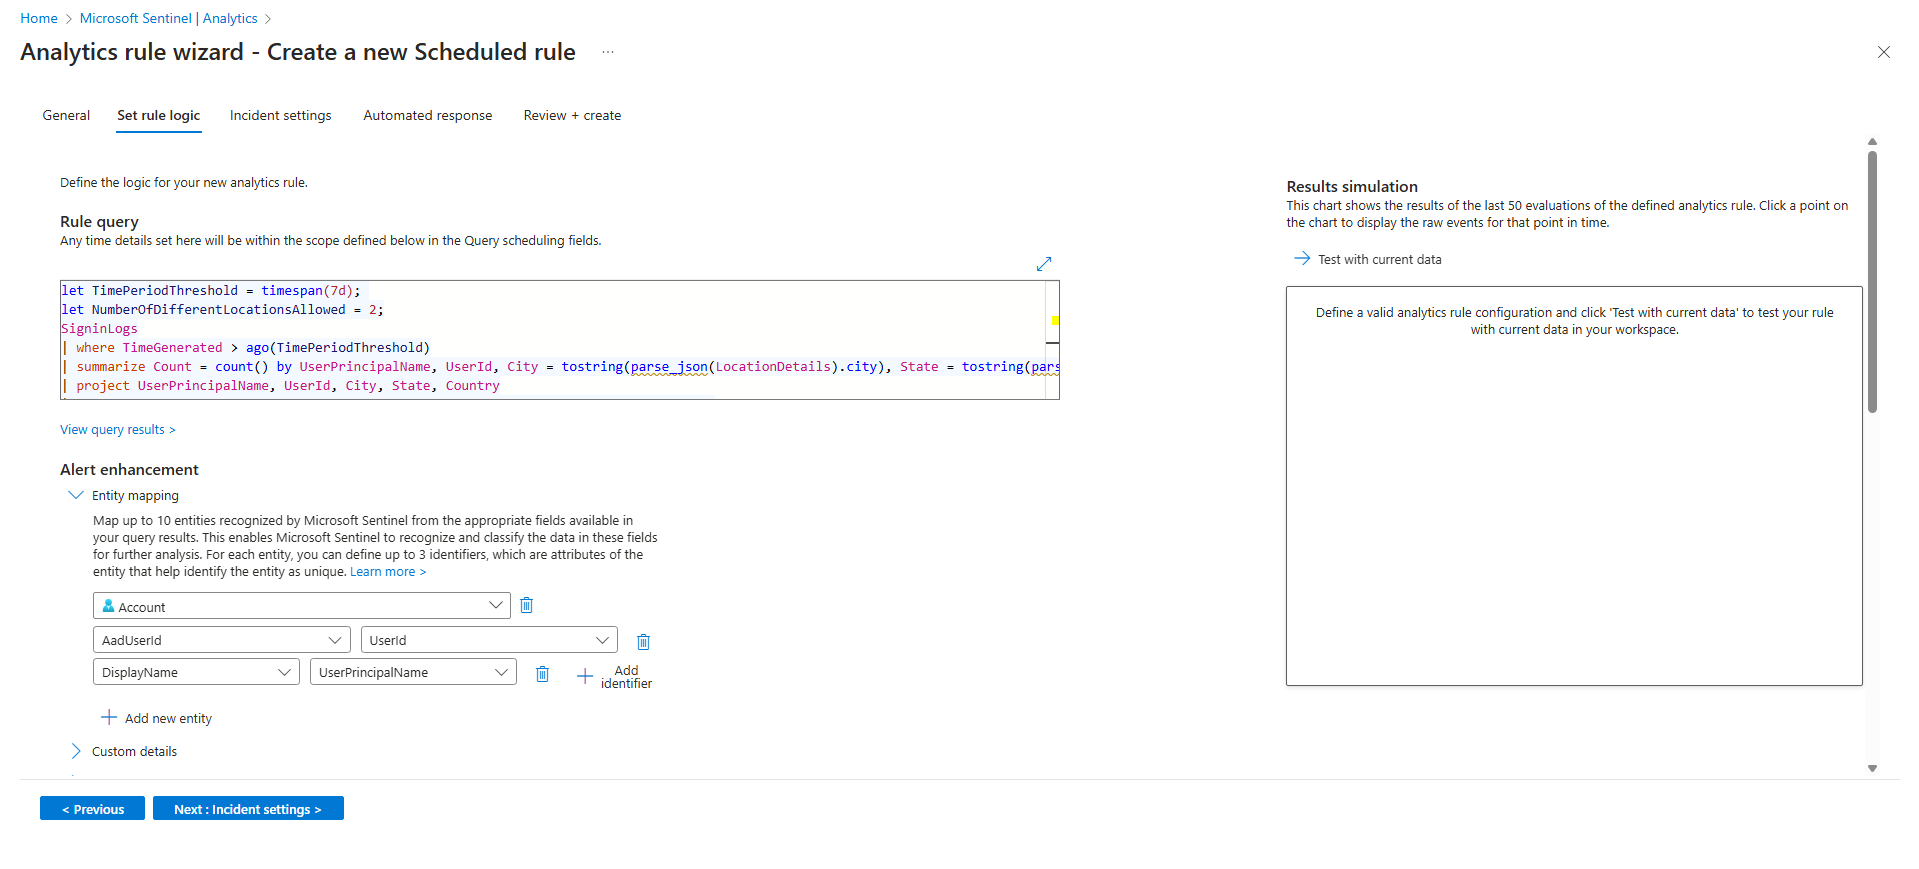 Home > Microsoft Sentinel | Analytics >
Analytics rule wizard - Create a new Scheduled rule ...
General Set rule logic Incident settings Automated response Review + create
Define the logic for your new analytics rule.
Rule query
Any time details set here will be within the scope defined below in the Query scheduling fields.
let TimePeriodThreshold = timespan(7d);
let NumberOfDifferentLocationsAllowed = 2;
SigninLogs
| where TimeGenerated > ago(TimePeriodThreshold)
| summarize Count = count() by UserPrincipalName, UserId, City = tostring(parse_json(LocationDetails).city), State = tostring(pars
| project UserPrincipalName, UserId, City, State, Country
View query results >
Alert enhancement
Entity mapping
Map up to 10 entities recognized by Microsoft Sentinel from the appropriate fields available in
your query results. This enables Microsoft Sentinel to recognize and classify the data in these fields
for further analysis. For each entity, you can define up to 3 identifiers, which are attributes of the
entity that help identify the entity as unique. Learn more >
Account
AadUserId UserId
DisplayName UserPrincipalName
Add
identifier
Add new entity
Custom details
< Previous Next : Incident settings >
Results simulation
This chart shows the results of the last 50 evaluations of the defined analytics rule. Click a point on
the chart to display the raw events for that point in time.
Test with current data
Define a valid analytics rule configuration and click 'Test with current data' to test your rule
with current data in your workspace.